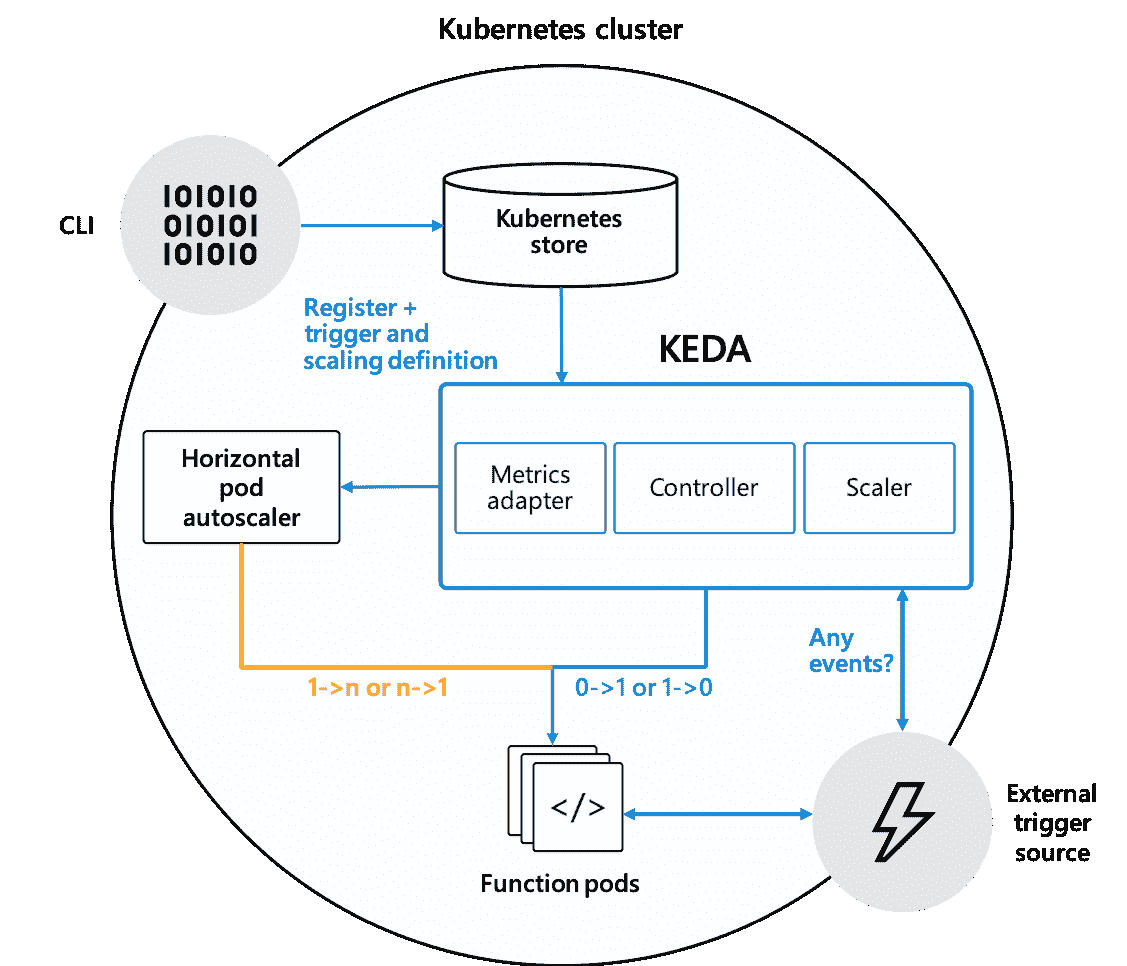 Kubernetes cluster
CLI
101010
010101
101010
Kubernetes
store
Register +
trigger and
scaling definition
KEDA
Horizontal
pod
autoscaler
Metrics
adapter
Controller
Scaler
Any
events?
1->n or n->1
0->1 or 1->0
</>
Function pods
External
trigger
source